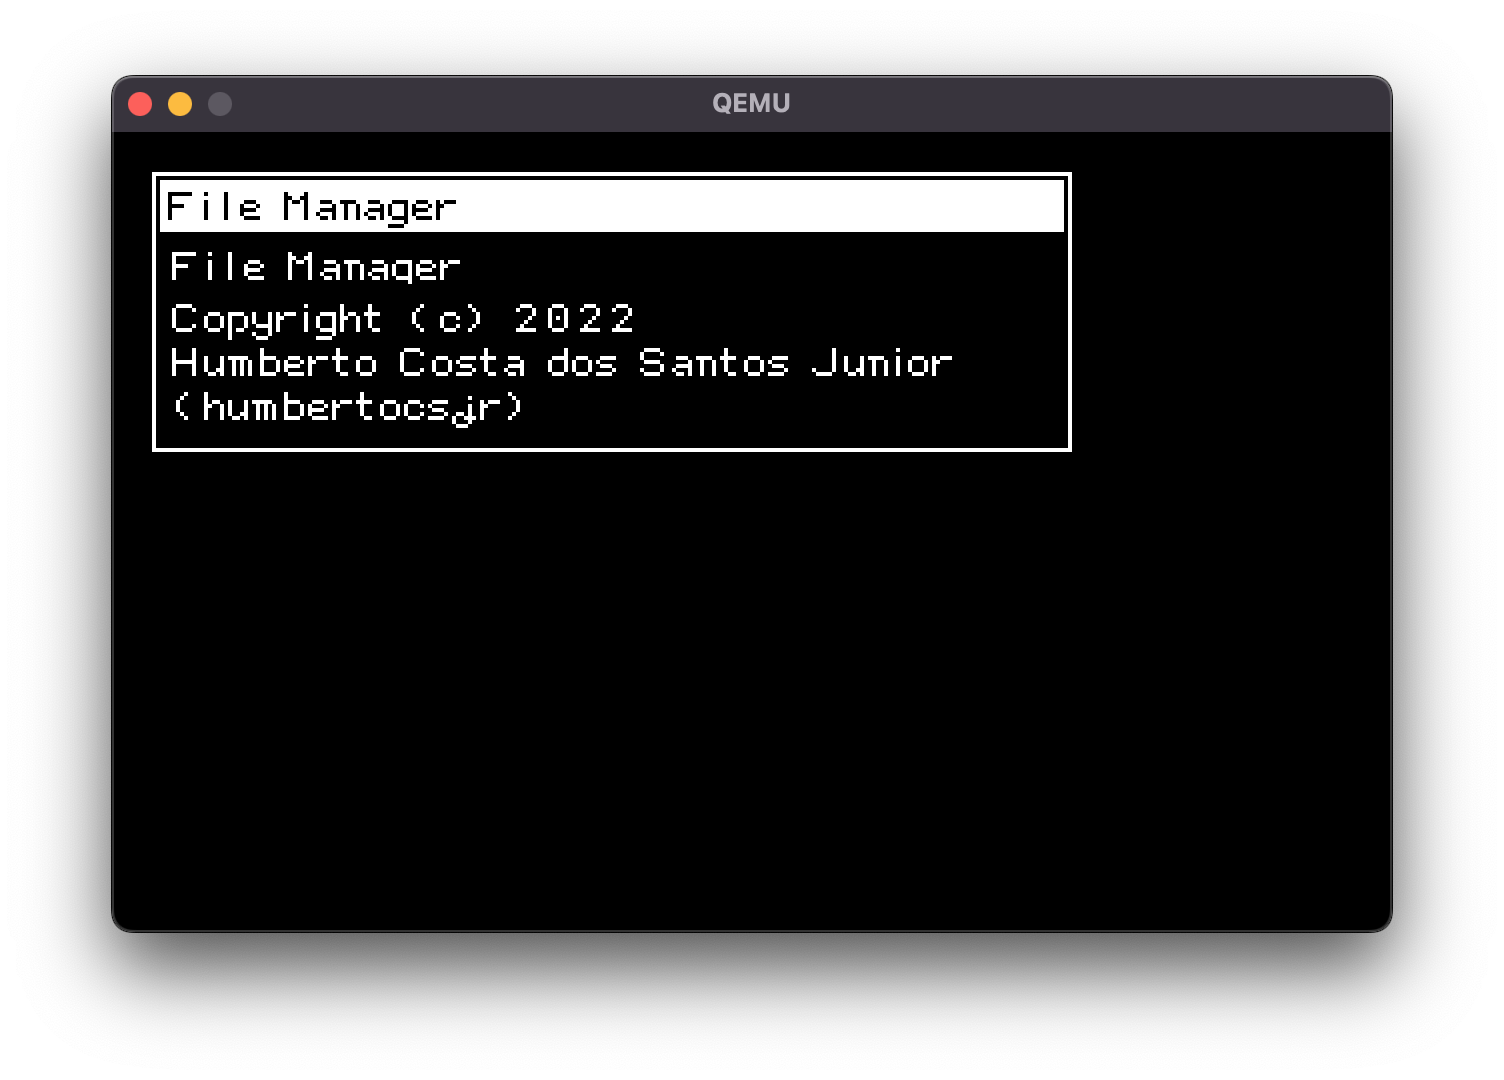 QEMU
File Manager
File Manager
Copyright (c) 2022
Humberto Costa dos Santos Junior
(humbertocsjr)